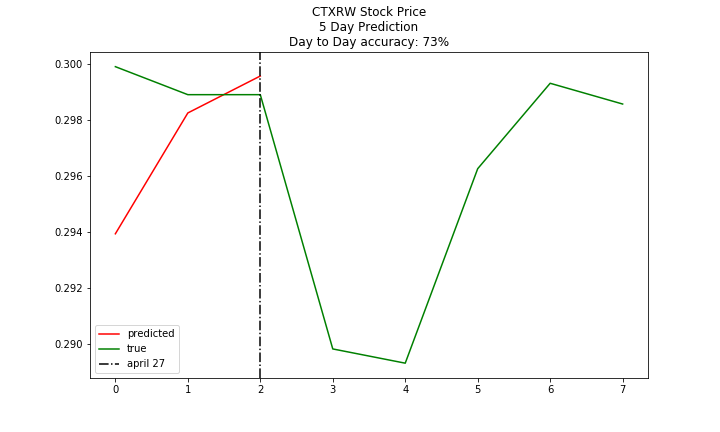 CTXRW Stock Price
5 Day Prediction
Day to Day accuracy: 73%
0.300
0.298
0.296
0.294
0.292
0.290
predicted
true
april 27
0 1 2 3 4 5 6 7